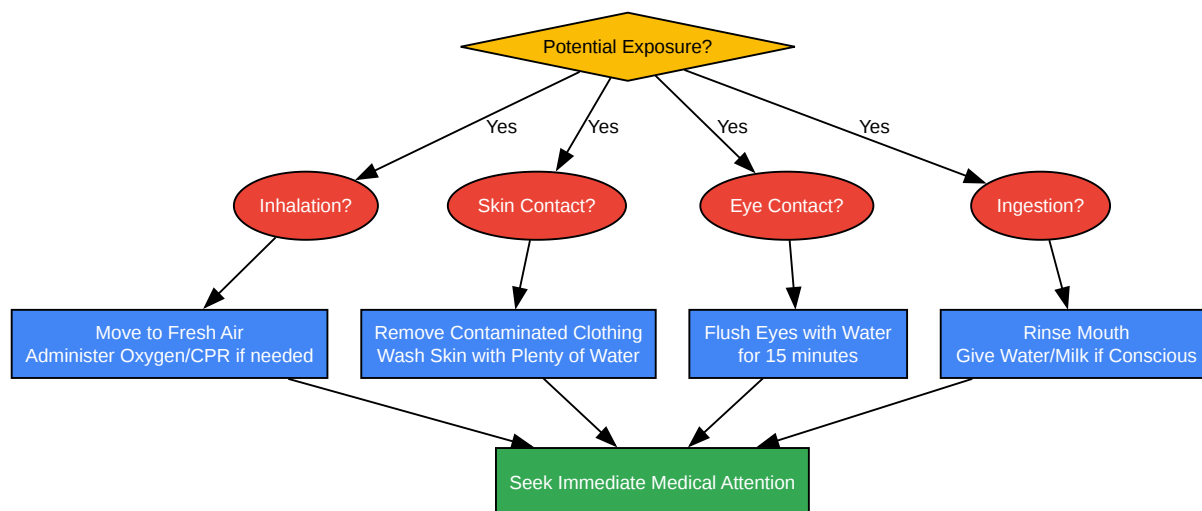 Potential Exposure?
Yes
Yes
Yes
Yes
Inhalation?
Skin Contact?
Eye Contact?
Ingestion?
Move to Fresh Air
Administer Oxygen/CPR if needed
Remove Contaminated Clothing
Wash Skin with Plenty of Water
Flush Eyes with Water
for 15 minutes
Rinse Mouth
Give Water/Milk if Conscious
Seek Immediate Medical Attention